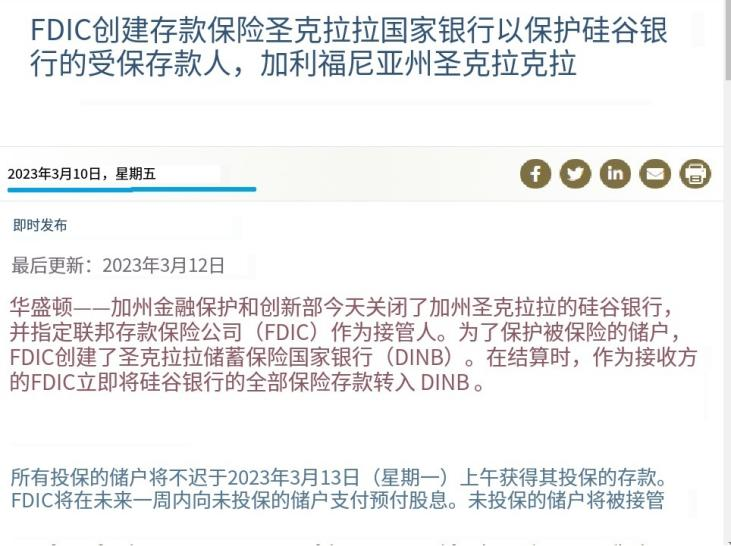 FDIC创建存款保险圣克拉拉国家银行以保护硅谷银
行的受保存款人，加利福尼亚州圣克拉克拉
2023年3月10日，星期五
即时发布
最后更新：2023年3月12日
华盛顿——加州金融保护和创新部今天关闭了加州圣克拉拉的硅谷银行，
并指定联邦存款保险公司（FDIC）作为接管人。为了保护被保险的储户，
FDIC创建了圣克拉拉储蓄保险国家银行（DINB）。在结算时，作为接收方
的FDIC立即将硅谷银行的全部保险存款转入 DINB 。
所有投保的储户将不迟于2023年3月13日（星期一）上午获得其投保的存款。
FDIC将在未来一周内向未投保的储户支付预付股息。未投保的储户将被接管